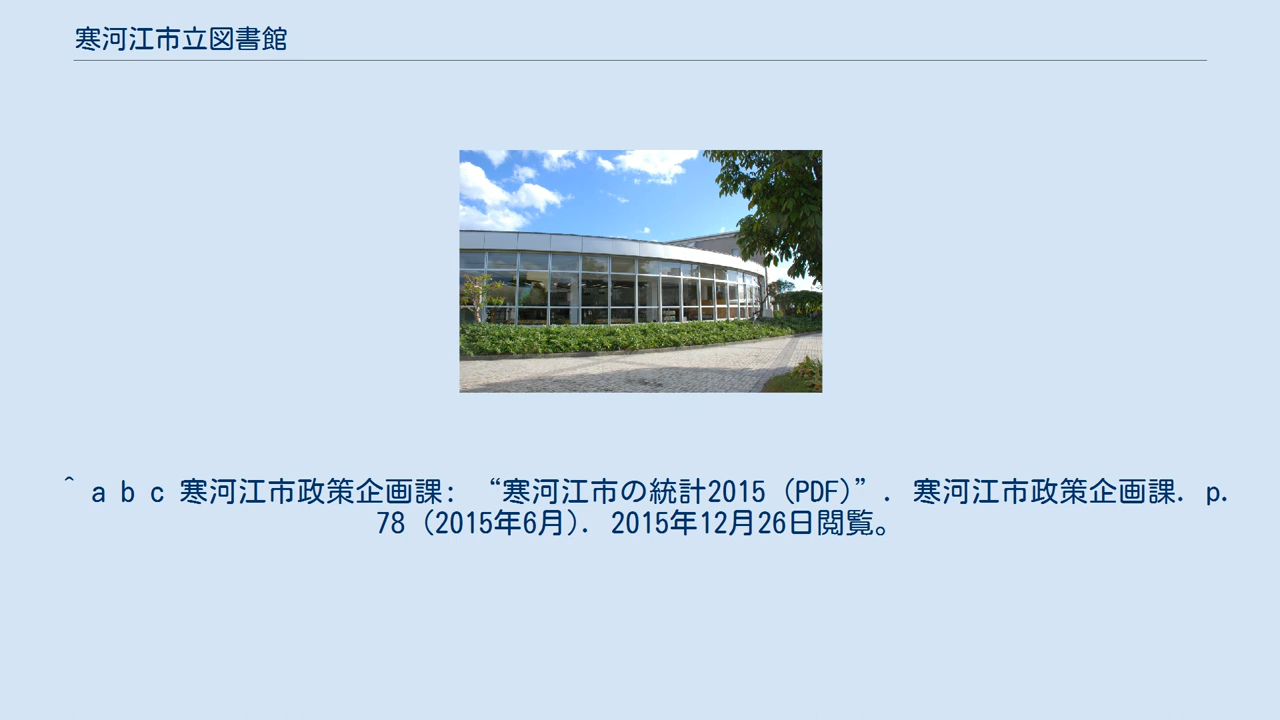 寒河江市立図書館
^ a b c 寒河江市政策企画課: “寒河江市の統計2015 (PDF)”. 寒河江市政策企画課. p.
78 (2015年6月). 2015年12月26日閲覧。